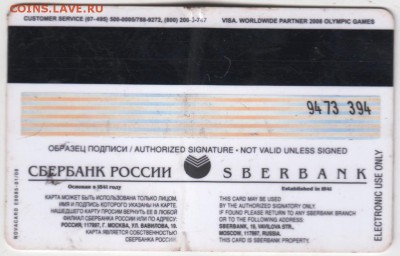 COINS.LAVE.RU
CUSTOMER SERVICE (07-495) 500-0005/788-9272, (800) 200-3-747 VISA. WORLDWIDE PARTNER 2008 OLYMPIC GAMES
9473 394
ОБРАЗЕЦ ПОДПИСИ / AUTHORIZED SIGNATURE • NOT VALID UNLESS SIGNED
СБЕРБАНК РОССИИ SBERBANK
Основан в 1841 году Established in 1841
КАРТА МОЖЕТ БЫТЬ ИСПОЛЬЗОВАНА ТОЛЬКО ЛИЦОМ,
ИМЯ И ПОДПИСЬ КОТОРОГО УКАЗАНЫ НА КАРТЕ.
НАШЕДШЕГО КАРТУ ПРОСИМ ВЕРНУТЬ ЕЕ В ЛЮБОЙ
ФИЛИАЛ СБЕРБАНКА РОССИИ ИЛИ ПО АДРЕСУ:
РОССИЯ, 117997, Г. МОСКВА, УЛ. ВАВИЛОВА, 19.
КАРТА ЯВЛЯЕТСЯ СОБСТВЕННОСТЬЮ
СБЕРБАНКА РОССИИ
THIS CARD MAY BE USED
BY THE AUTHORIZED SIGNATORY ONLY.
IF FOUND PLEASE RETURN TO ANY SBERBANK BRANCH
OR TO THE FOLLOWING ADDRESS:
SBERBANK, 19, VAVILOVA STR.,
MOSCOW, 117997, RUSSIA.
THIS CARD IS SBERBANK PROPERTY.
ELECTRONIC USE ONLY
NOVACARD